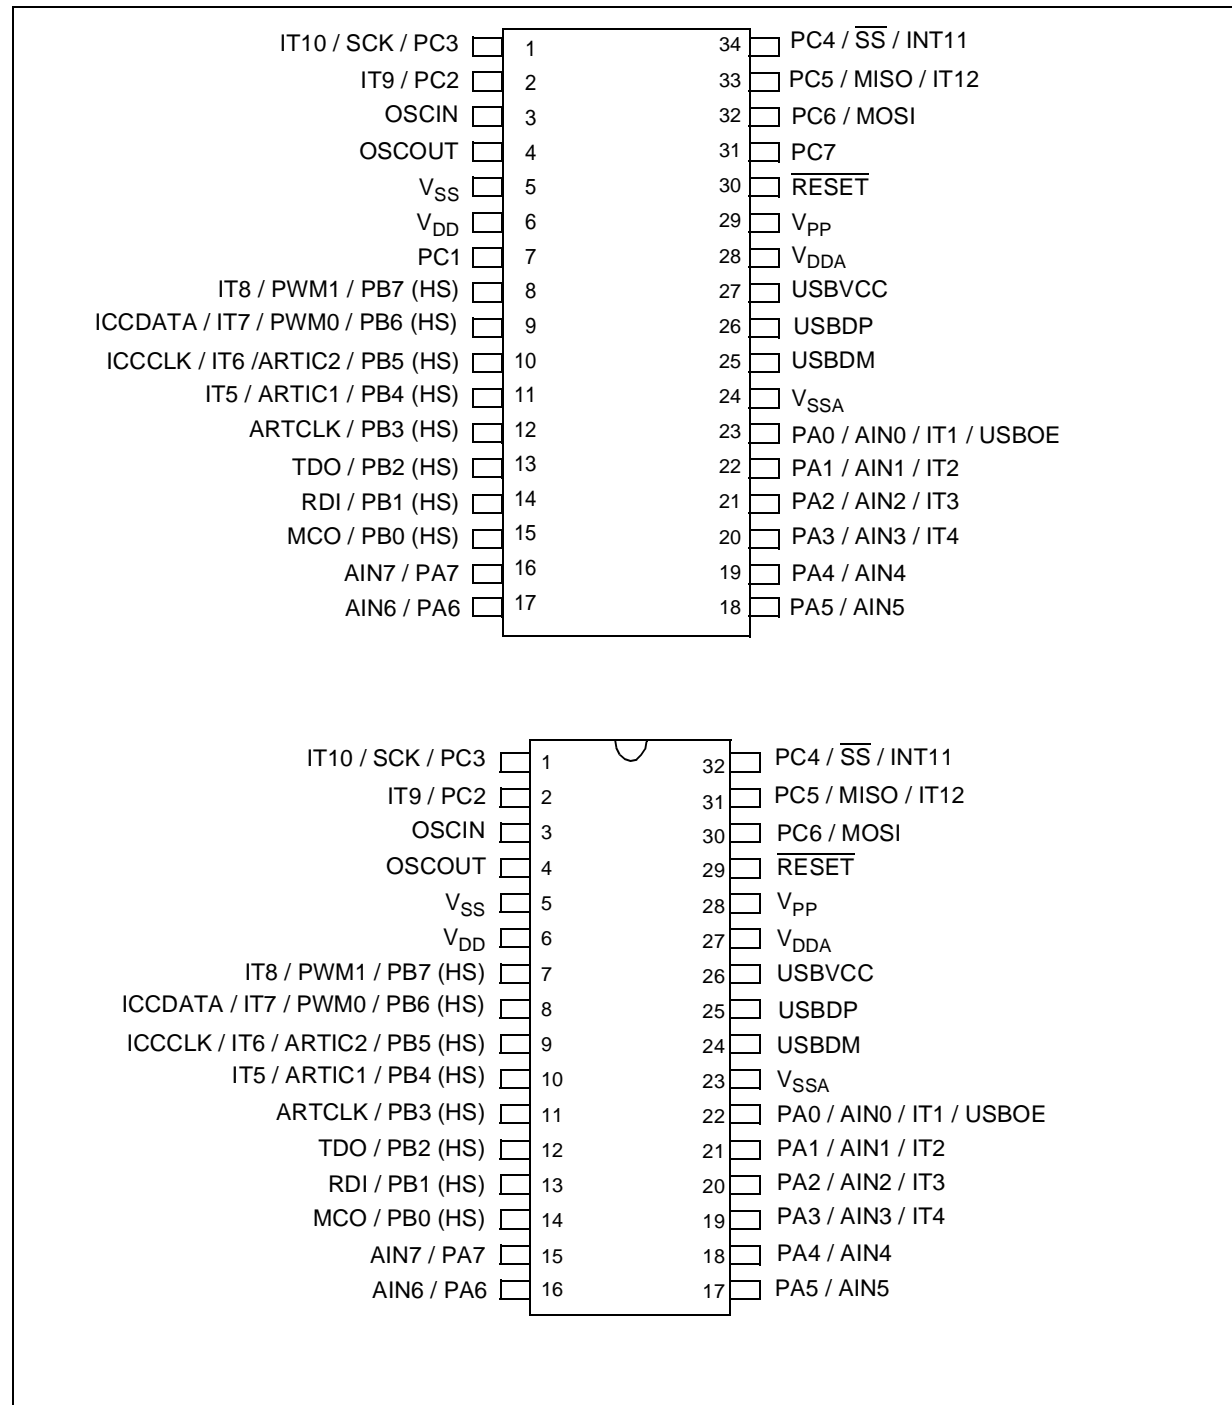 IT10 / SCK / PC3 1 34 PC4 / SS / INT11
IT9 / PC2 2 33 PC5 / MISO / IT12
OSCIN 3 32 PC6 / MOSI
OSCOUT 4 31 PC7
VSS 5 30 RESET
VDD 6 29 VPP
PC1 7 28 VDDA
IT8 / PWM1 / PB7 (HS) 8 27 USBVCC
ICCDATA / IT7 / PWM0 / PB6 (HS) 9 26 USBDP
ICCCLK / IT6 /ARTIC2 / PB5 (HS) 10 25 USBDM
IT5 / ARTIC1 / PB4 (HS) 11 24 VSSA
ARTCLK / PB3 (HS) 12 23 PA0 / AIN0 / IT1 / USBOE
TDO / PB2 (HS) 13 22 PA1 / AIN1 / IT2
RDI / PB1 (HS) 14 21 PA2 / AIN2 / IT3
MCO / PB0 (HS) 15 20 PA3 / AIN3 / IT4
AIN7 / PA7 16 19 PA4 / AIN4
AIN6 / PA6 17 18 PA5 / AIN5
IT10 / SCK / PC3 1 32 PC4 / SS / INT11
IT9 / PC2 2 31 PC5 / MISO / IT12
OSCIN 3 30 PC6 / MOSI
OSCOUT 4 29 RESET
VSS 5 28 VPP
VDD 6 27 VDDA
IT8 / PWM1 / PB7 (HS) 7 26 USBVCC
ICCDATA / IT7 / PWM0 / PB6 (HS) 8 25 USBDP
ICCCLK / IT6 / ARTIC2 / PB5 (HS) 9 24 USBDM
IT5 / ARTIC1 / PB4 (HS) 10 23 VSSA
ARTCLK / PB3 (HS) 11 22 PA0 / AIN0 / IT1 / USBOE
TDO / PB2 (HS) 12 21 PA1 / AIN1 / IT2
RDI / PB1 (HS) 13 20 PA2 / AIN2 / IT3
MCO / PB0 (HS) 14 19 PA3 / AIN3 / IT4
AIN7 / PA7 15 18 PA4 / AIN4
AIN6 / PA6 16 17 PA5 / AIN5